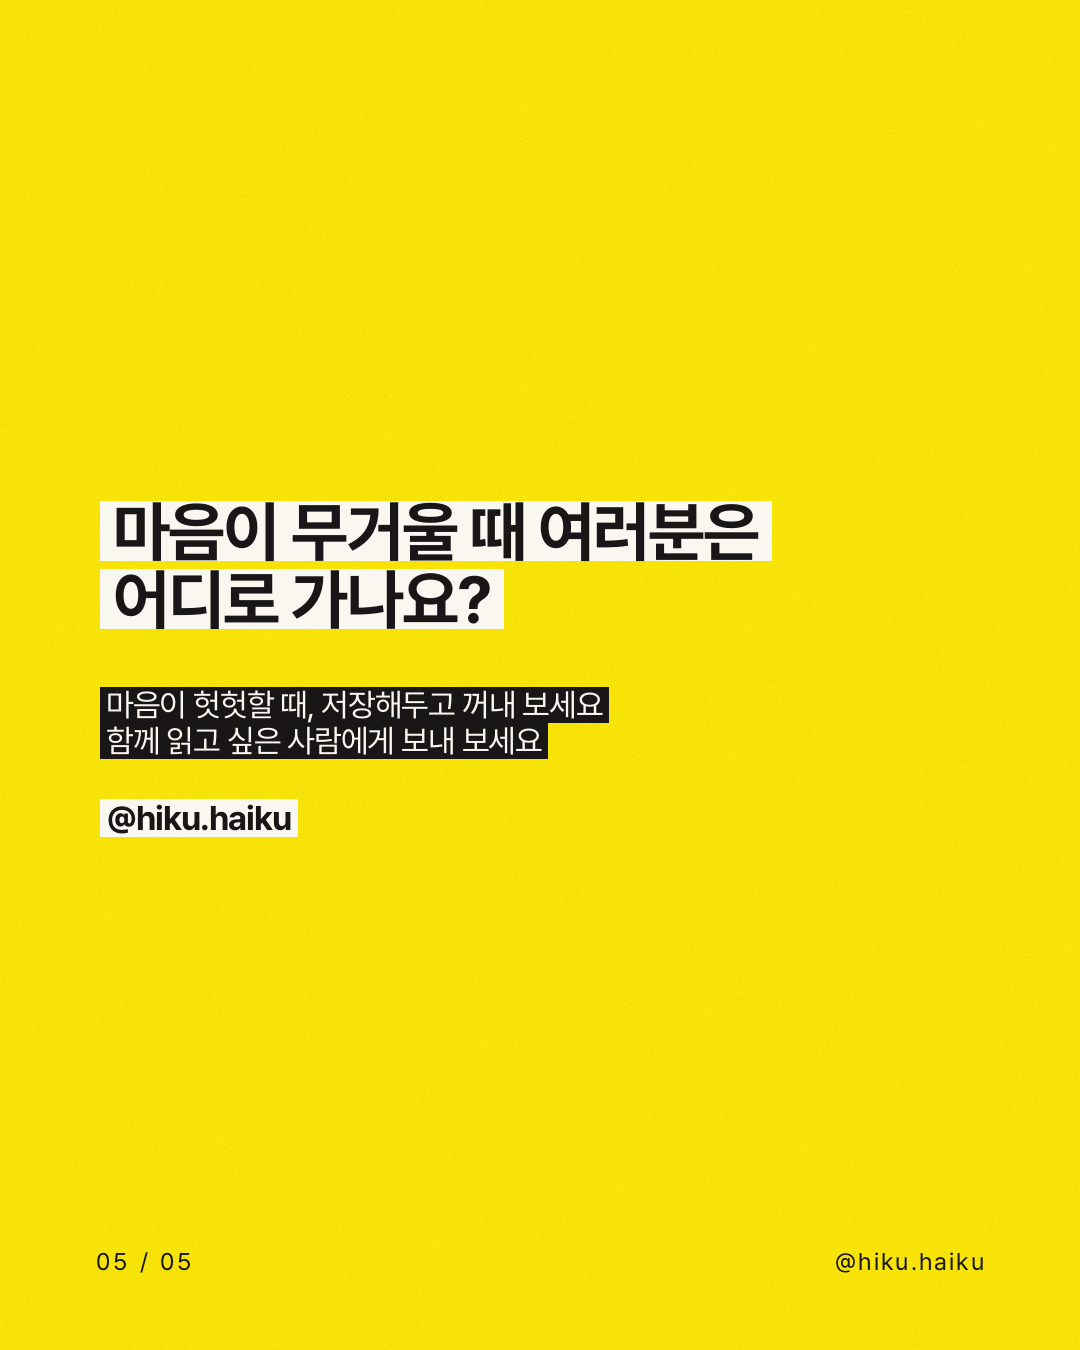 마음이 무거울 때 여러분은
어디로 가나요?
마음이 헛헛할 때, 저장해두고 꺼내 보세요
함께 읽고 싶은 사람에게 보내 보세요
@hiku.haiku
05 / 05
@hiku.haiku